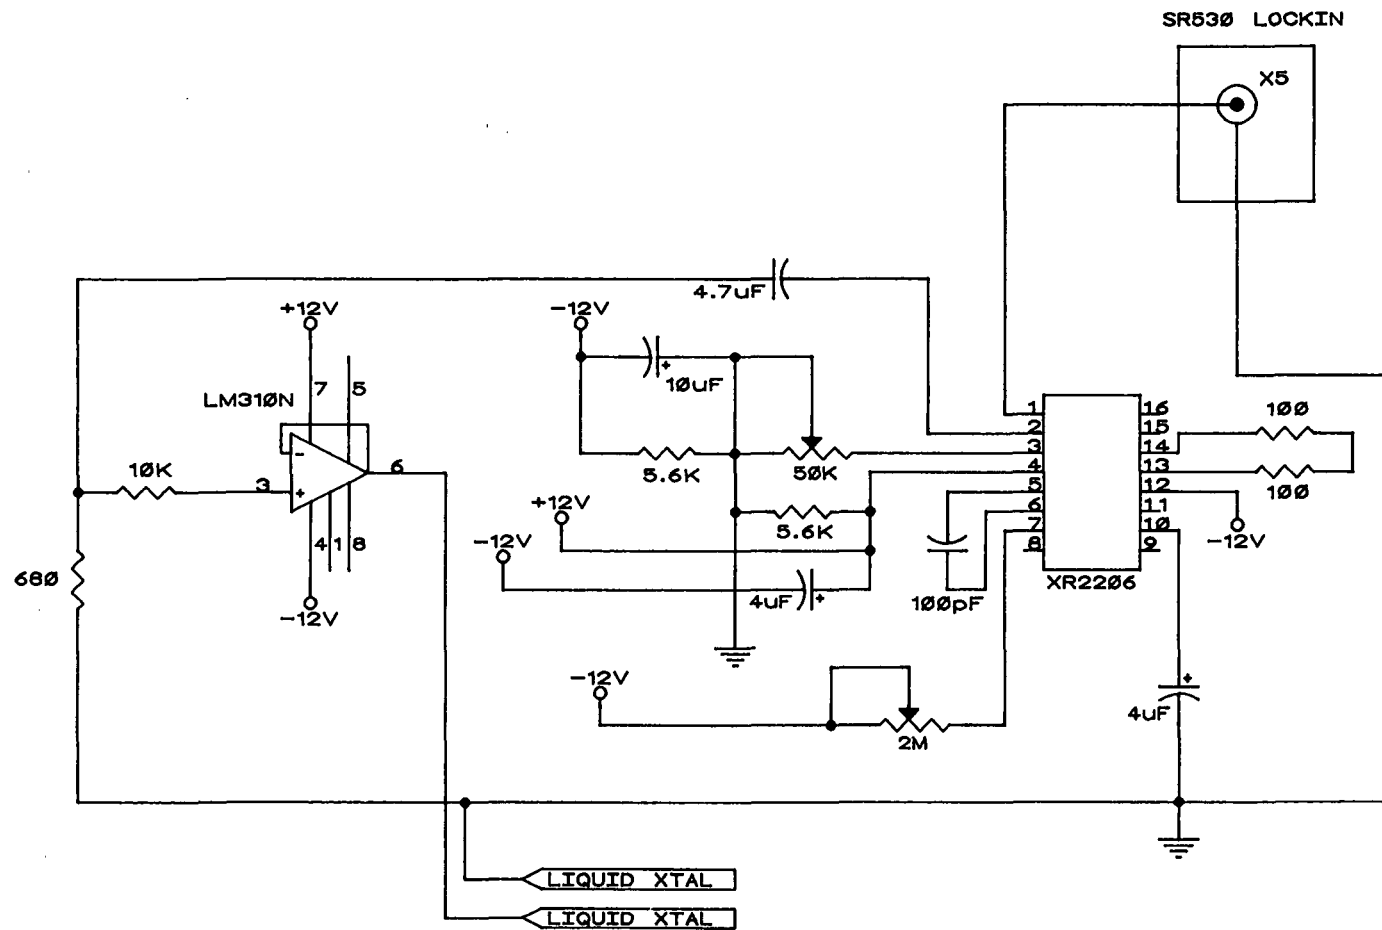 SR530 LOCKIN
X5
4.7uF
+12V
-12V
10uF
7
5
LM310N
1
16
2
15
100
3
14
-
10K
6
5.6K
50K
4
13
3
+
+12V
5
12
100
-12V
5.6K
6
11
7
10
4
1
8
8
9
-12V
680
4uF
+
100pF
XR2206
-12V
-12V
+
4uF
2M
LIQUID XTAL
LIQUID XTAL